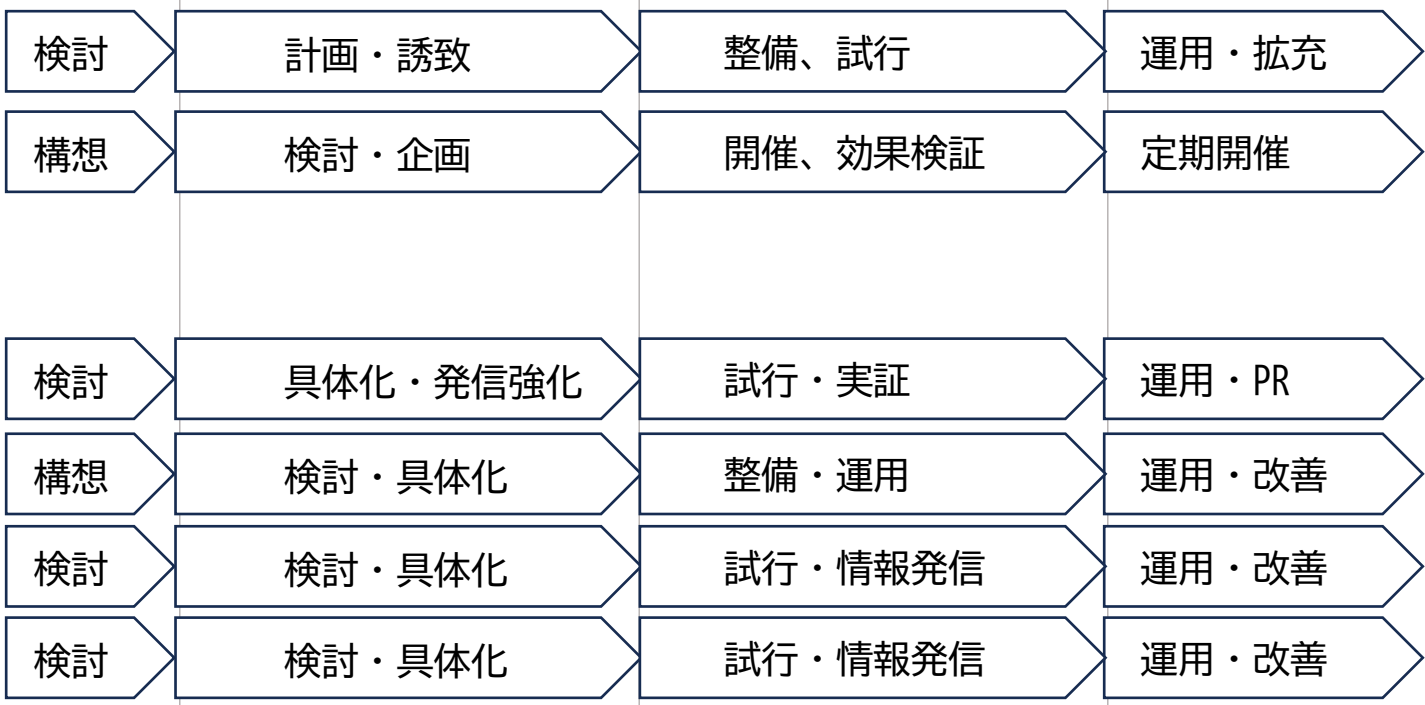 検討 計画・誘致 整備、試行 運用・拡充
構想 検討・企画 開催、効果検証 定期開催
検討 具体化・発信強化 試行・実証 運用・PR
構想 検討・具体化 整備・運用 運用・改善
検討 検討・具体化 試行・情報発信 運用・改善
検討 検討・具体化 試行・情報発信 運用・改善